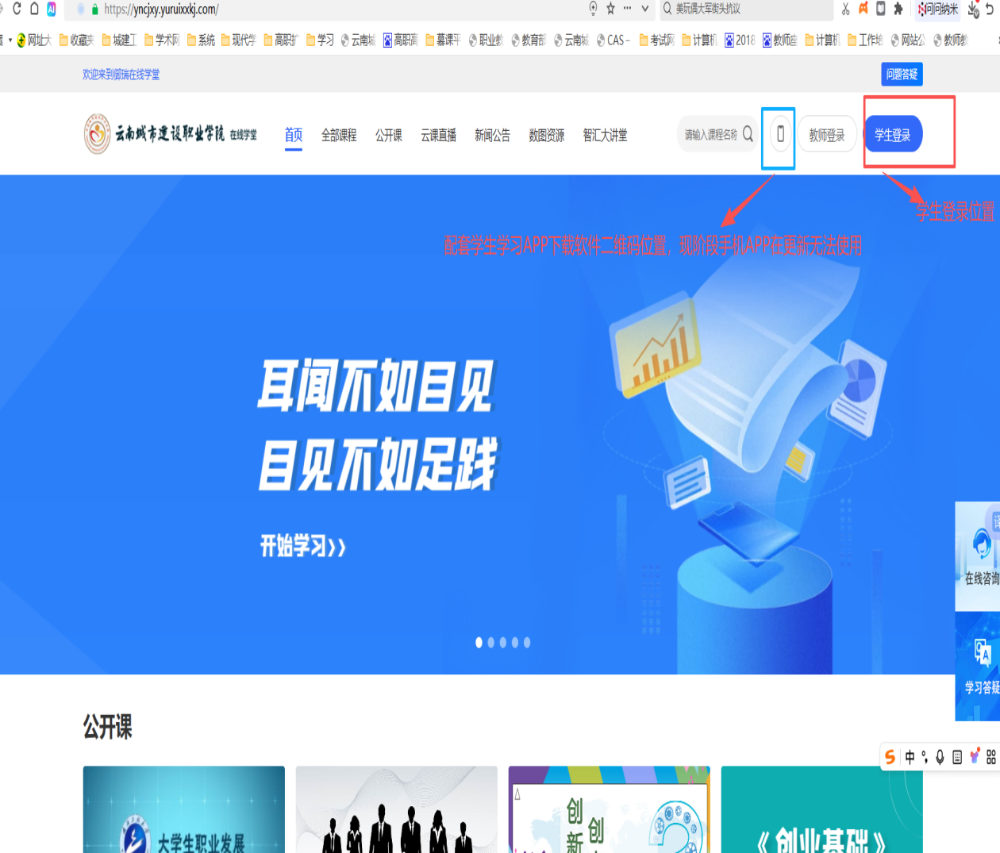 https://yncjxy.yuruixxkj.com/
美玩偶大军街头抗议
问问纳米
网址大 收藏夹 城建工 学术网 系统 现代学 高职扩 学习 云南城 高职高 慕课平 职业教 教育部 云南城 CAS – 考试网 计算机 2018 教师座 计算机 工作培 网站公 教师教
欢迎来到御瑞在线学堂
问题答疑
云南城市建设职业学院 在线学堂
首页 全部课程 公开课 云课直播 新闻公告 数图资源 智汇大讲堂
请输入课程名称
教师登录
学生登录
学生登录位置
配套学生学习APP下载软件二维码位置，现阶段手机APP在更新无法使用
耳闻不如目见
目见不如足践
开始学习》
译
在线咨询
学习答疑
公开课
中
大学生职业发展
创新
创
《创业基础》